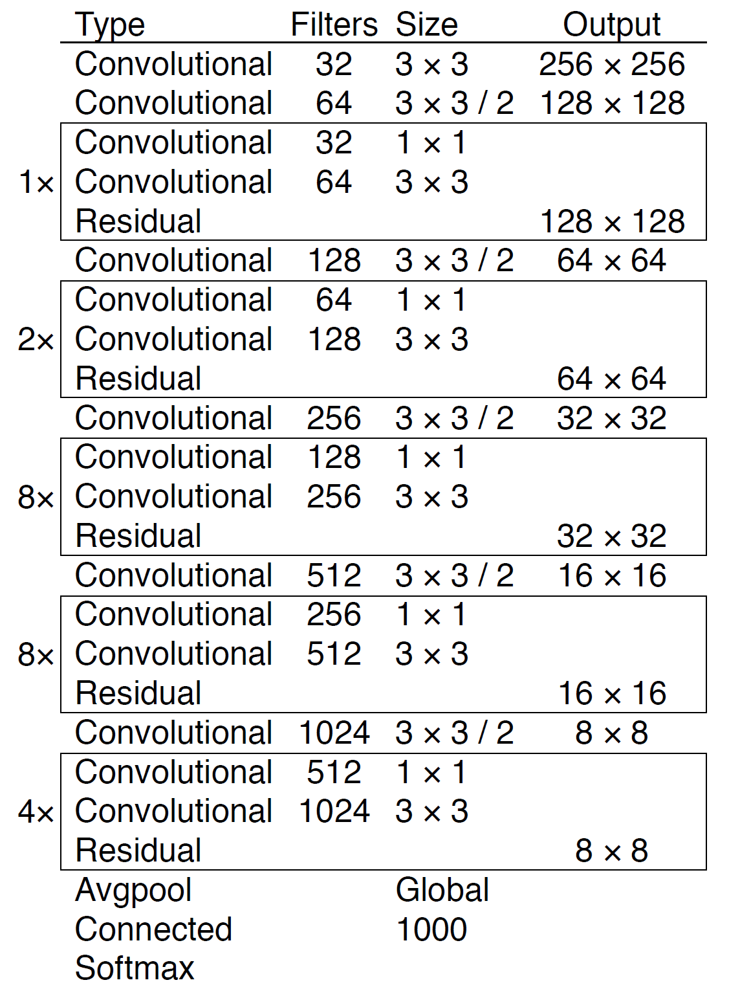 Type Filters Size Output
Convolutional 32 3 × 3 256 × 256
Convolutional 64 3 × 3 / 2 128 × 128
Convolutional 32 1 × 1
1× Convolutional 64 3 × 3
Residual 128 × 128
Convolutional 128 3 × 3 / 2 64 × 64
Convolutional 64 1 × 1
2× Convolutional 128 3 × 3
Residual 64 × 64
Convolutional 256 3 × 3 / 2 32 × 32
Convolutional 128 1 × 1
8× Convolutional 256 3 × 3
Residual 32 × 32
Convolutional 512 3 × 3 / 2 16 × 16
Convolutional 256 1 × 1
8× Convolutional 512 3 × 3
Residual 16 × 16
Convolutional 1024 3 × 3 / 2 8 × 8
Convolutional 512 1 × 1
4× Convolutional 1024 3 × 3
Residual 8 × 8
Avgpool Global
Connected 1000
Softmax